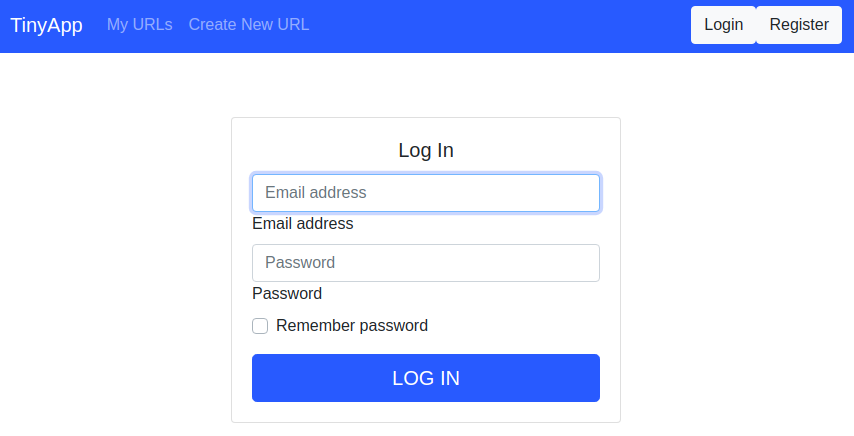 TinyApp My URLs Create New URL Login Register
Log In
Email address
Email address
Password
Password
Remember password
LOG IN